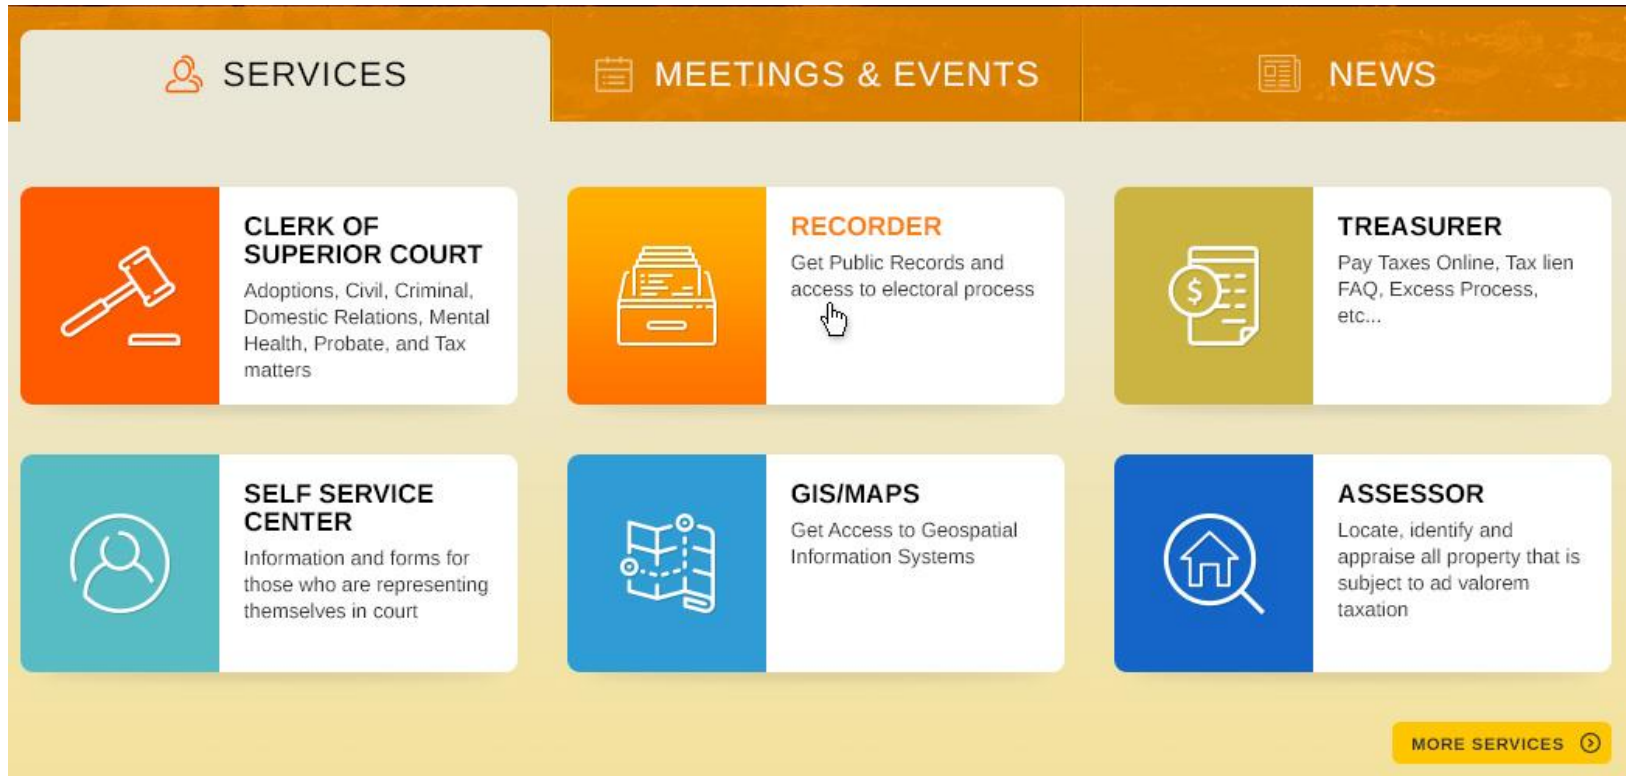 SERVICES
MEETINGS & EVENTS
NEWS
CLERK OF
SUPERIOR COURT
Adoptions, Civil, Criminal,
Domestic Relations, Mental
Health, Probate, and Tax
matters
RECORDER
Get Public Records and
access to electoral process
TREASURER
Pay Taxes Online, Tax lien
FAQ, Excess Process,
etc...
SELF SERVICE
CENTER
Information and forms for
those who are representing
themselves in court
GIS/MAPS
Get Access to Geospatial
Information Systems
ASSESSOR
Locate, identify and
appraise all property that is
subject to ad valorem
taxation
MORE SERVICES